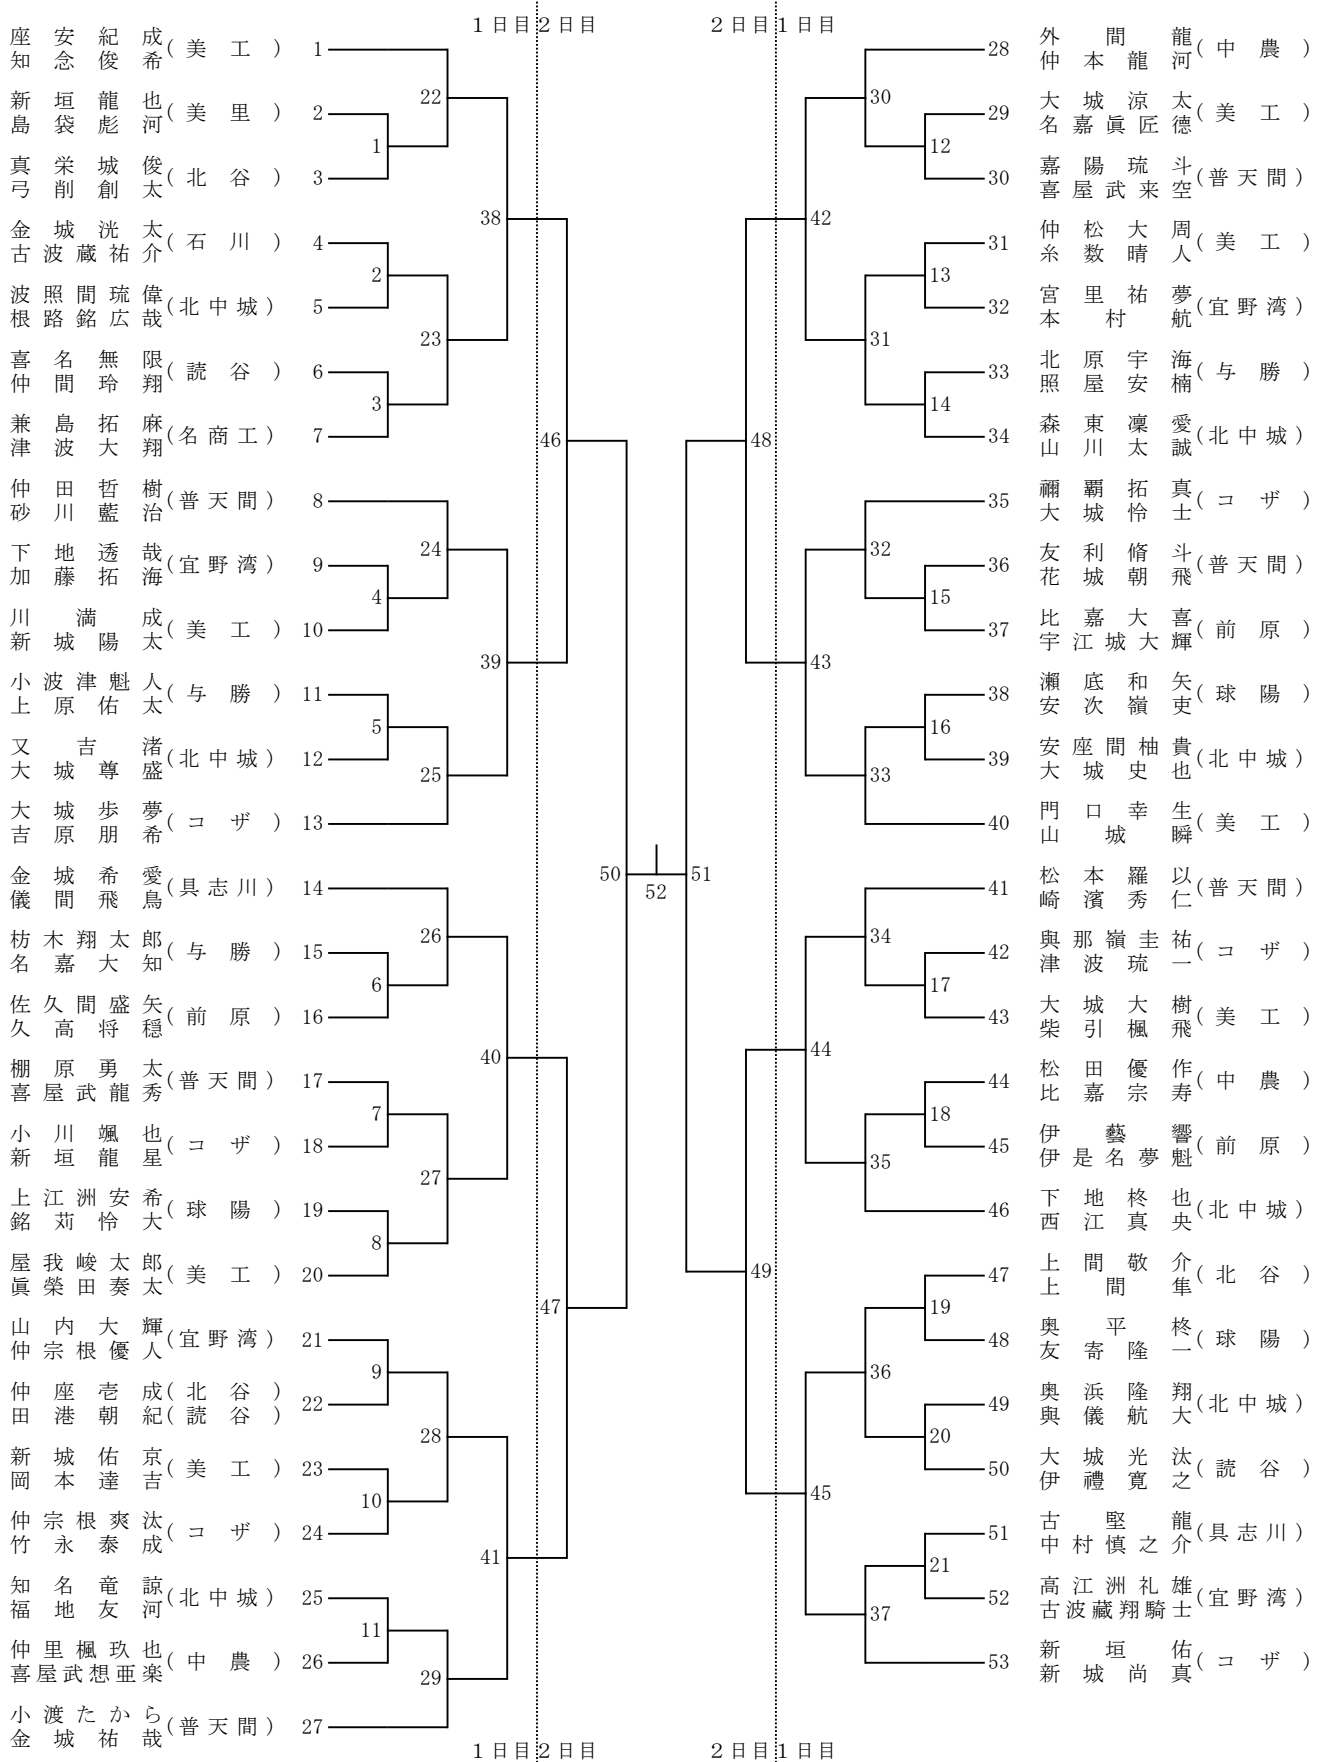 1日目 2日目
座安紀成
知念俊希
(美工) 1
新垣龍也
島袋彪河
(美里) 2
真栄城俊
弓削創太
(北谷) 3
金城洸太
古波蔵祐介
(石川) 4
波照間琉偉
根路銘広哉
(北中城) 5
喜名無限
仲間玲翔
(読谷) 6
兼島拓麻
津波大翔
(名商工) 7
仲田哲樹
砂川藍治
(普天間) 8
下地透哉
加藤拓海
(宜野湾) 9
川満成
新城陽太
(美工) 10
小波津魁人
上原佑太
(与勝) 11
又吉渚
大城尊盛
(北中城) 12
大城歩夢
吉原朋希
(コザ) 13
金城希愛
儀間飛鳥
(具志川) 14
枋木翔太郎
名嘉大知
(与勝) 15
佐久間盛矢
久高将穏
(前原) 16
棚原勇太
喜屋武龍秀
(普天間) 17
小川颯也
新垣龍星
(コザ) 18
上江洲安希
銘苅怜大
(球陽) 19
屋我峻太郎
眞榮田奏太
(美工) 20
山内大輝
仲宗根優人
(宜野湾) 21
仲座壱成(北谷)
田港朝紀(読谷)
22
新城佑京
岡本達吉
(美工) 23
仲宗根爽汰
竹永泰成
(コザ) 24
知名竜諒
福地友河
(北中城) 25
仲里楓玖也
喜屋武想亜楽
(中農) 26
小渡たから
金城祐哉
(普天間) 27
1
2
3
4
5
6
7
8
9
10
11
22
23
24
25
26
27
28
29
38
39
40
41
46
47
50
52
51
1日目 2日目
2日目 1日目
48
49
42
43
44
45
30
31
32
33
34
35
36
37
12
13
14
15
16
17
18
19
20
21
28 外間龍
仲本龍河
(中農)
29 大城涼太
名嘉眞匠德
(美工)
30 嘉陽琉斗
喜屋武来空
(普天間)
31 仲松大周
糸数晴人
(美工)
32 宮里祐夢
本村航
(宜野湾)
33 北原宇海
照屋安楠
(与勝)
34 森東凜愛
山川太誠
(北中城)
35 禰覇拓真
大城怜士
(コザ)
36 友利脩斗
花城朝飛
(普天間)
37 比嘉大喜
宇江城大輝
(前原)
38 瀬底和矢
安次嶺吏
(球陽)
39 安座間柚貴
大城史也
(北中城)
40 門口幸生
山城瞬
(美工)
41 松本羅以
崎濱秀仁
(普天間)
42 與那嶺圭祐
津波琉一
(コザ)
43 大城大樹
柴引楓飛
(美工)
44 松田優作
比嘉宗寿
(中農)
45 伊藝響
伊是名夢魁
(前原)
46 下地柊也
西江真央
(北中城)
47 上間敬介
上間隼
(北谷)
48 奥平柊
友寄隆一
(球陽)
49 奥浜隆翔
與儀航大
(北中城)
50 大城光汰
伊禮寛之
(読谷)
51 古堅龍
中村慎之介
(具志川)
52 高江洲礼雄
古波藏翔騎士
(宜野湾)
53 新垣佑
新城尚真
(コザ)
2日目 1日目